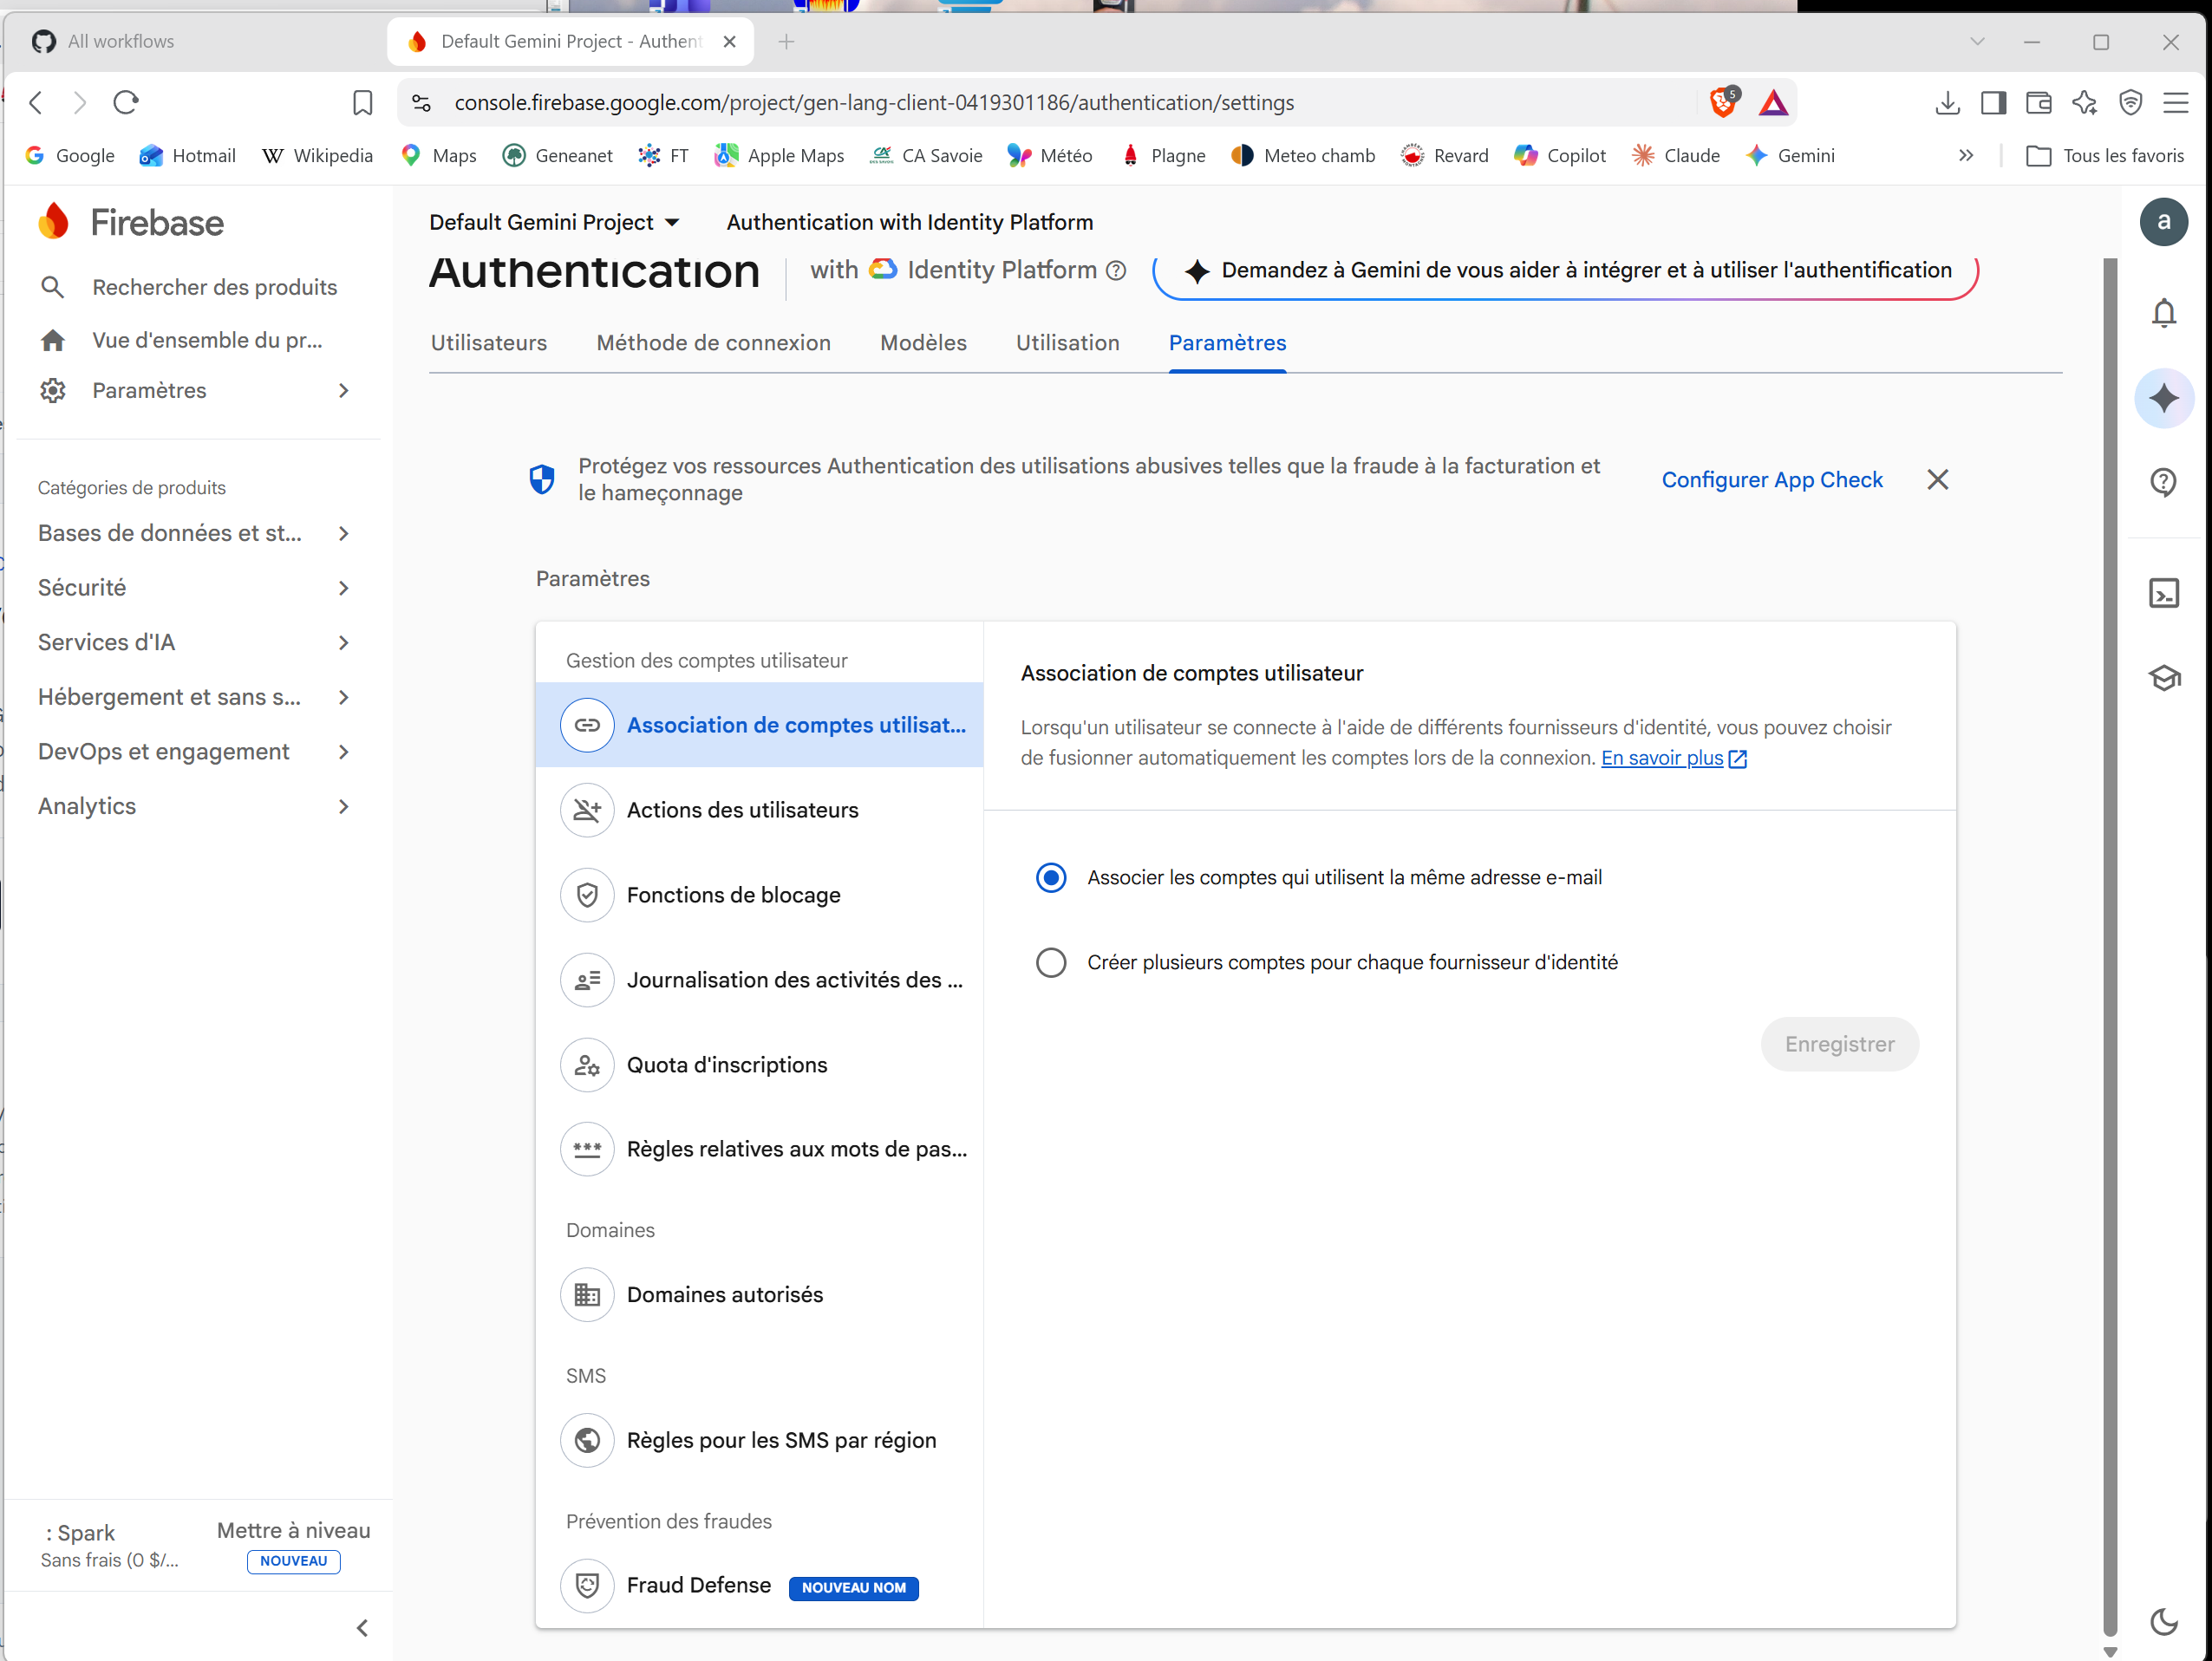 All workflows
Default Gemini Project - Authent
console.firebase.google.com/project/gen-lang-client-0419301186/authentication/settings
5
Google
Hotmail
Wikipedia
Maps
Geneanet
FT
Apple Maps
CA Savoie
Météo
Plagne
Meteo chamb
Revard
Copilot
Claude
Gemini
Tous les favoris
Firebase
Rechercher des produits
Vue d'ensemble du pr...
Paramètres
Catégories de produits
Bases de données et st...
Sécurité
Services d'IA
Hébergement et sans s...
DevOps et engagement
Analytics
: Spark
Sans frais (0 $/...
Mettre à niveau
NOUVEAU
Default Gemini Project
Authentication with Identity Platform
a
Authentication
with Identity Platform
Demandez à Gemini de vous aider à intégrer et à utiliser l'authentification
Utilisateurs
Méthode de connexion
Modèles
Utilisation
Paramètres
Protégez vos ressources Authentication des utilisations abusives telles que la fraude à la facturation et
le hameçonnage
Configurer App Check
Paramètres
Gestion des comptes utilisateur
Association de comptes utilisat...
Actions des utilisateurs
Fonctions de blocage
Journalisation des activités des ...
Quota d'inscriptions
Règles relatives aux mots de pas...
Domaines
Domaines autorisés
SMS
Règles pour les SMS par région
Prévention des fraudes
Fraud Defense
NOUVEAU NOM
Association de comptes utilisateur
Lorsqu'un utilisateur se connecte à l'aide de différents fournisseurs d'identité, vous pouvez choisir
de fusionner automatiquement les comptes lors de la connexion. En savoir plus
Associer les comptes qui utilisent la même adresse e-mail
Créer plusieurs comptes pour chaque fournisseur d'identité
Enregistrer